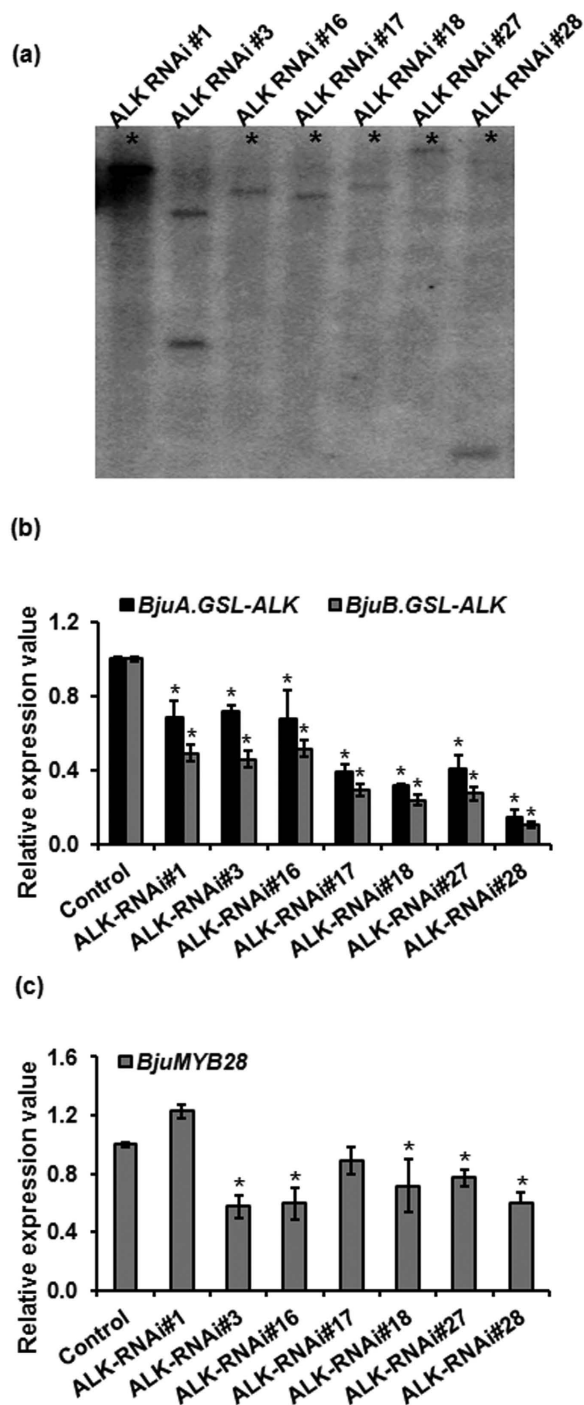 (a)
ALK RNAi #1
ALK RNAi #3
ALK RNAi #16
ALK RNAi #17
ALK RNAi #18
ALK RNAi #27
ALK RNAi #28
* * * * * *
(b)
BjuA.GSL-ALK BjuB.GSL-ALK
Relative expression value
1.2
0.8
0.4
0.0
* * * * * * * * * * * * * *
Control
ALK-RNAi#1
ALK-RNAi#3
ALK-RNAi#16
ALK-RNAi#17
ALK-RNAi#18
ALK-RNAi#27
ALK-RNAi#28
(c)
BjuMYB28
Relative expression value
1.6
1.2
0.8
0.4
0.0
* * * * *
Control
ALK-RNAi#1
ALK-RNAi#3
ALK-RNAi#16
ALK-RNAi#17
ALK-RNAi#18
ALK-RNAi#27
ALK-RNAi#28